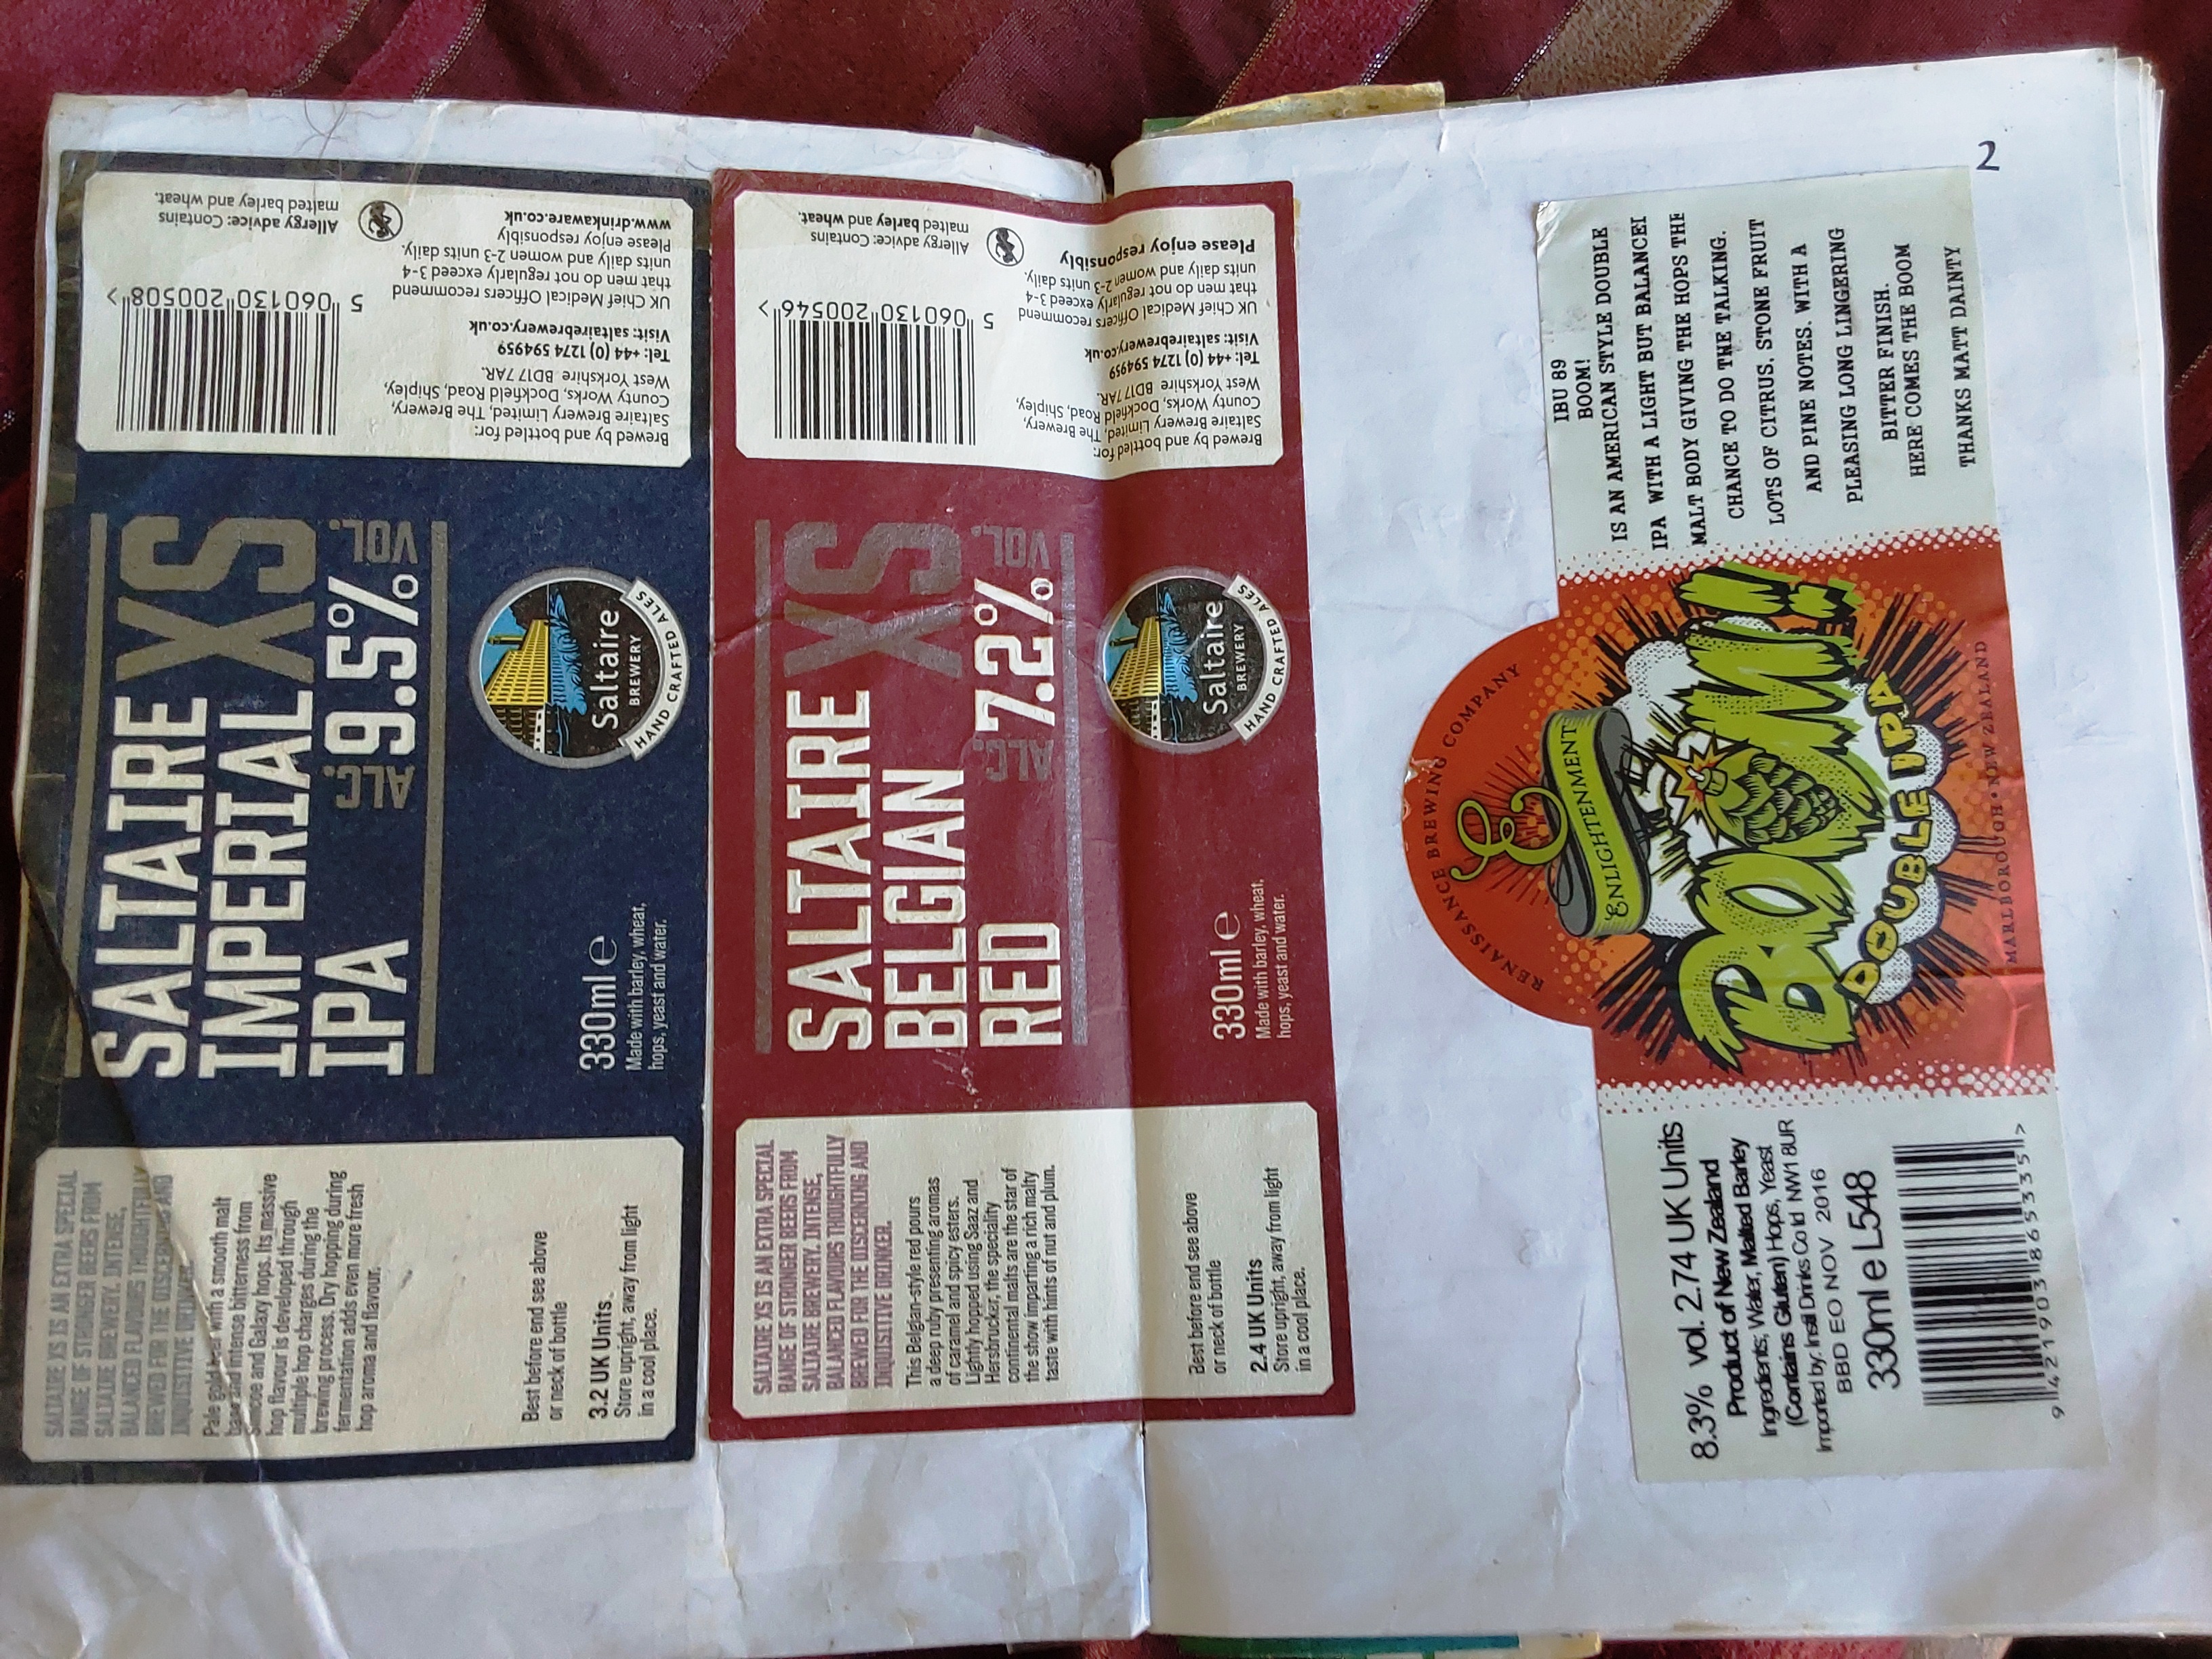 SALTAIRE XS IS AN EXTRA SPECIAL
RANGE OF STRONGER BEERS FROM
SALTAIRE BREWERY. INTENSE,
BALANCED FLAVOURS THOUGHTFULLY
BREWED FOR THE DISCERNING AND
INQUISITIVE DRINKER.
Pale gold beer with a smooth malt
base and intense bitterness from
Simcoe and Galaxy hops. Its massive
hop flavour is developed through
multiple hop charges during the
brewing process. Dry hopping during
fermentation adds even more fresh
hop aroma and flavour.
Best before end see above
or neck of bottle
3.2 UK Units
Store upright, away from light
in a cool place.
SALTAIRE XS
IMPERIAL
IPA
ALC. 9.5% VOL.
330ml e
Made with barley, wheat,
hops, yeast and water.
Saltaire
BREWERY
HAND CRAFTED ALES
Brewed by and bottled for:
Saltaire Brewery Limited, The Brewery,
County Works, Dockfield Road, Shipley,
West Yorkshire BD17 7AR.
Tel: +44 (0) 1274 594959
Visit: saltairebrewery.co.uk
UK Chief Medical Officers recommend
that men do not regularly exceed 3-4
units daily and women 2-3 units daily.
Please enjoy responsibly
www.drinkaware.co.uk
5 060130 200508 >
Allergy advice: Contains
malted barley and wheat.
SALTAIRE XS IS AN EXTRA SPECIAL
RANGE OF STRONGER BEERS FROM
SALTAIRE BREWERY. INTENSE,
BALANCED FLAVOURS THOUGHTFULLY
BREWED FOR THE DISCERNING AND
INQUISITIVE DRINKER.
This Belgian-style red pours
a deep ruby presenting aromas
of caramel and spicy esters.
Lightly hopped using Saaz and
Hersbrucker, the speciality
continental malts are the star of
the show imparting a rich malty
taste with hints of nut and plum.
Best before end see above
or neck of bottle
2.4 UK Units
Store upright, away from light
in a cool place.
SALTAIRE XS
BELGIAN
RED
ALC. 7.2% VOL.
330ml e
Made with barley, wheat,
hops, yeast and water.
Saltaire
BREWERY
HAND CRAFTED ALES
Brewed by and bottled for:
Saltaire Brewery Limited, The Brewery,
County Works, Dockfield Road, Shipley,
West Yorkshire BD17 7AR.
Tel: +44 (0) 1274 594959
Visit: saltairebrewery.co.uk
UK Chief Medical Officers recommend
that men do not regularly exceed 3-4
units daily and women 2-3 units daily.
Please enjoy responsibly
5 060130 200546 >
Allergy advice: Contains
malted barley and wheat.
2
8.3% vol. 2.74 UK Units
Product of New Zealand
Ingredients; Water, Malted Barley
(Contains Gluten) Hops, Yeast
Imported by: Instil Drinks Co ltd NW1 8UR
BBD EO NOV 2016
330ml e L548
9 421903 865335 >
RENAISSANCE BREWING COMPANY
E
ENLIGHTENMENT
BOOM!
DOUBLE IPA
MARLBOROUGH • NEW ZEALAND
IBU 89
BOOM!
IS AN AMERICAN STYLE DOUBLE
IPA WITH A LIGHT BUT BALANCEI
MALT BODY GIVING THE HOPS THE
CHANCE TO DO THE TALKING.
LOTS OF CITRUS. STONE FRUIT
AND PINE NOTES. WITH A
PLEASING LONG LINGERING
BITTER FINISH.
HERE COMES THE BOOM
THANKS MATT DAINTY